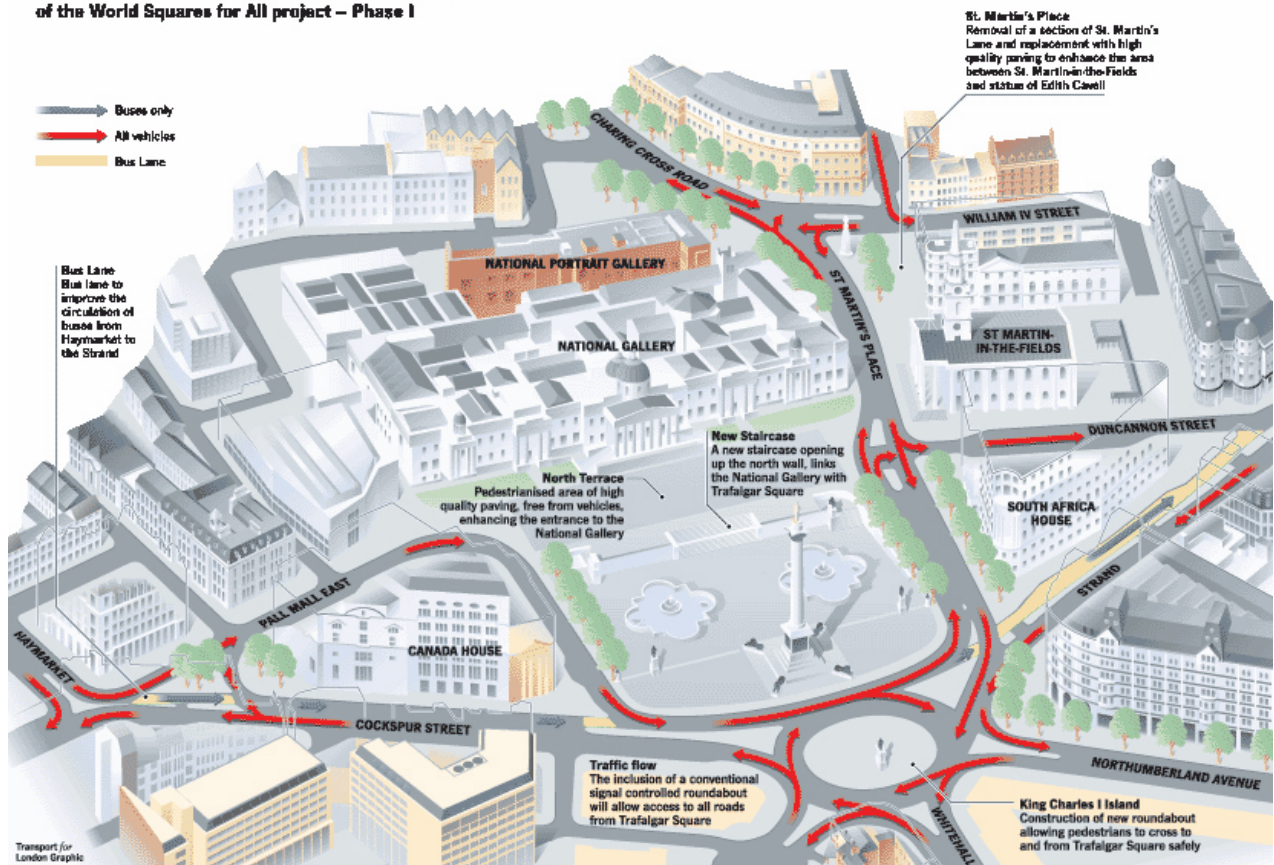 of the World Squares for All project – Phase I
Buses only
All vehicles
Bus Lane
St. Martin's Place
Removal of a section of St. Martin's
Lane and replacement with high
quality paving to enhance the area
between St. Martin-in-the-Fields
and statue of Edith Cavell
CHARING CROSS ROAD
WILLIAM IV STREET
Bus Lane
Bus lane to
improve the
circulation of
buses from
Haymarket to
the Strand
NATIONAL PORTRAIT GALLERY
NATIONAL GALLERY
ST MARTIN'S PLACE
ST MARTIN-
IN-THE-FIELDS
DUNCANNON STREET
New Staircase
A new staircase opening
up the north wall, links
the National Gallery with
Trafalgar Square
North Terrace
Pedestrianised area of high
quality paving, free from vehicles,
enhancing the entrance to the
National Gallery
SOUTH AFRICA
HOUSE
STRAND
PALL MALL EAST
CANADA HOUSE
HAYMARKET
COCKSPUR STREET
Traffic flow
The inclusion of a conventional
signal controlled roundabout
will allow access to all roads
from Trafalgar Square
NORTHUMBERLAND AVENUE
WHITEHALL
King Charles I Island
Construction of new roundabout
allowing pedestrians to cross to
and from Trafalgar Square safely
Transport for
London Graphic